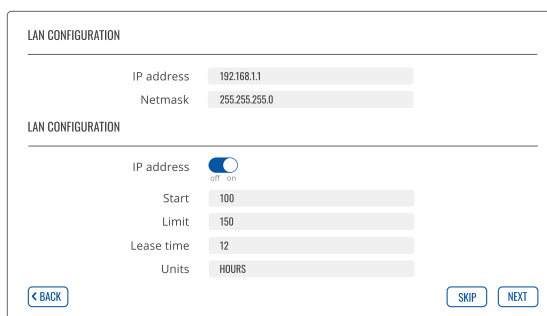 LAN CONFIGURATION
IP address 192.168.1.1
Netmask 255.255.255.0
LAN CONFIGURATION
IP address
off on
Start 100
Limit 150
Lease time 12
Units HOURS
< BACK SKIP NEXT